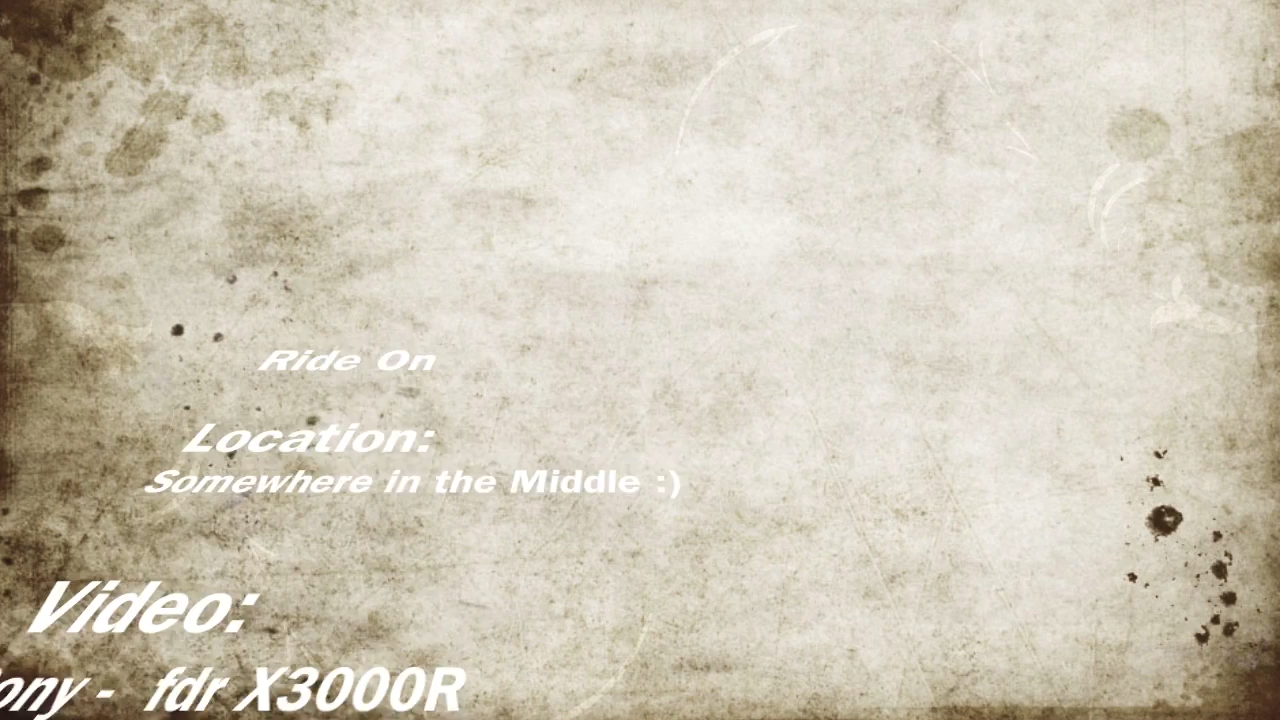 Ride On
Location:
Somewhere in the Middle :)
Video:
ony - fdr X3000R